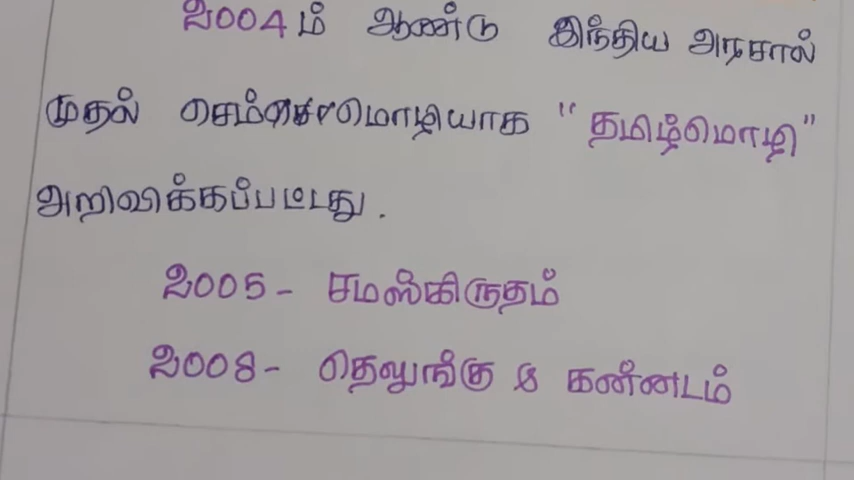 2004ம் ஆண்டு இந்திய அரசால்
முதல் செம்மொழியாக "தமிழ்மொழி"
அறிவிக்கப்பட்டது.
2005- சமஸ்கிருதம்
2008- தெலுங்கு & கன்னடம்